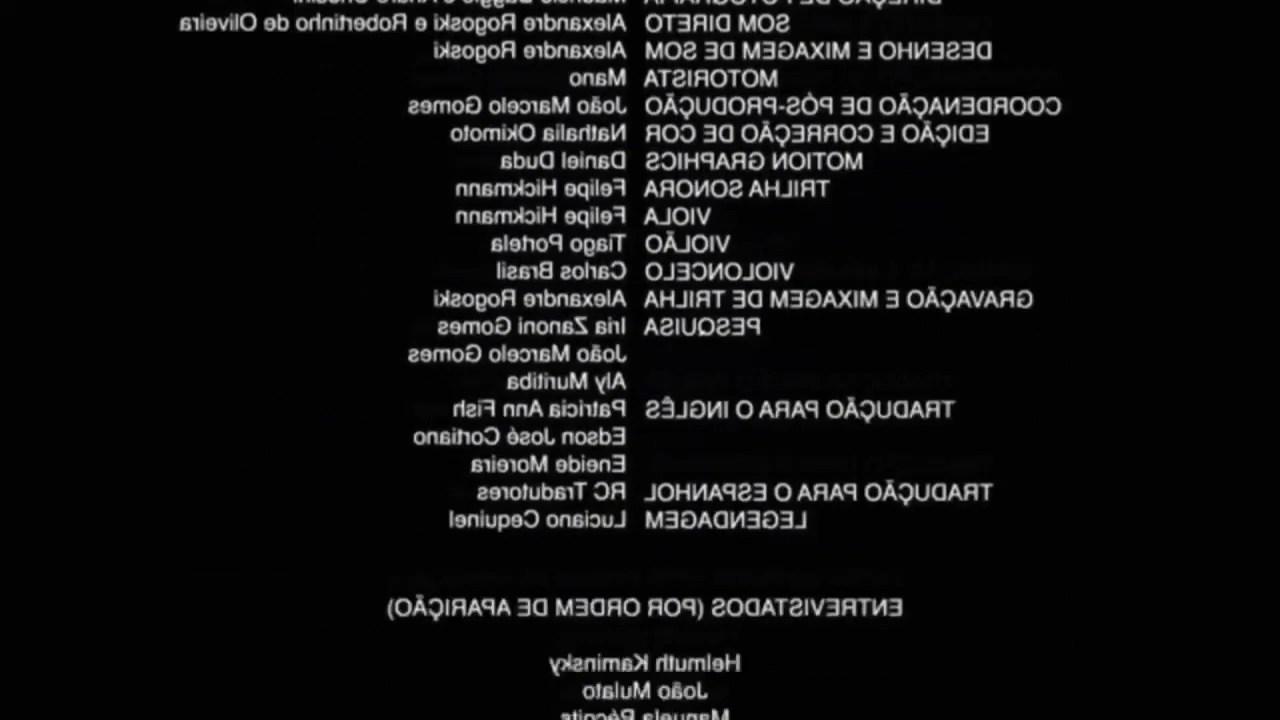 SOM DIRETO Alexandre Rogoski e Robertinho de Oliveira
DESENHO E MIXAGEM DE SOM Alexandre Rogoski
MOTORISTA Mano
COORDENAÇÃO DE PÓS-PRODUÇÃO João Marcelo Gomes
EDIÇÃO E CORREÇÃO DE COR Nathalia Okimoto
MOTION GRAPHICS Daniel Duda
TRILHA SONORA Felipe Hickmann
VIOLA Felipe Hickmann
VIOLÃO Tiago Portela
VIOLONCELO Carlos Brasil
GRAVAÇÃO E MIXAGEM DE TRILHA Alexandre Rogoski
PESQUISA Iria Zanoni Gomes
João Marcelo Gomes
Aly Muritiba
TRADUÇÃO PARA O INGLÊS Patricia Ann Fish
Edson José Cortiano
Eneide Moreira
TRADUÇÃO PARA O ESPANHOL RC Tradutores
LEGENDAGEM Luciano Cequinel
ENTREVISTADOS (POR ORDEM DE APARIÇÃO)
Helmuth Kaminsky
João Mulato
Manuela